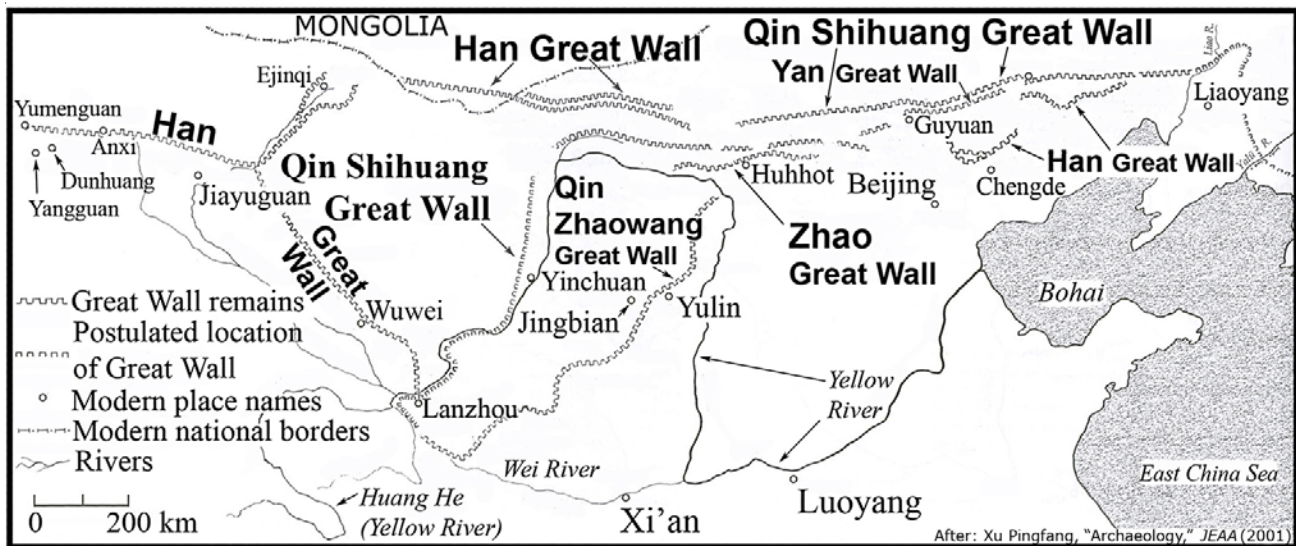 MONGOLIA
Han Great Wall
Qin Shihuang Great Wall
Yan Great Wall
Liao R.
Ejinqi
Yumenguan
Han
Anxi
Dunhuang
Yangguan
Jiayuguan
Qin Shihuang
Great Wall
Great
Wall
Qin
Zhaowang
Great Wall
Huhhot
Guyuan
Beijing
Chengde
Han Great Wall
Liaoyang
Yalu R.
Zhao
Great Wall
Bohai
Yinchuan
Jingbian
Yulin
Wuwei
Lanzhou
Yellow
River
Wei River
Xi’an
Luoyang
East China Sea
Great Wall remains
Postulated location
of Great Wall
Modern place names
Modern national borders
Rivers
Huang He
(Yellow River)
0 200 km
After: Xu Pingfang, “Archaeology,” JEAA (2001)